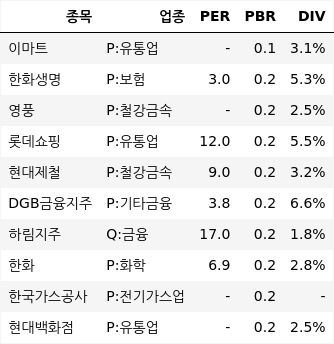 종목 업종 PER PBR DIV
이마트 P:유통업 - 0.1 3.1%
한화생명 P:보험 3.0 0.2 5.3%
영풍 P:철강금속 - 0.2 2.5%
롯데쇼핑 P:유통업 12.0 0.2 5.5%
현대제철 P:철강금속 9.0 0.2 3.2%
DGB금융지주 P:기타금융 3.8 0.2 6.6%
하림지주 Q:금융 17.0 0.2 1.8%
한화 P:화학 6.9 0.2 2.8%
한국가스공사 P:전기가스업 - 0.2 -
현대백화점 P:유통업 - 0.2 2.5%